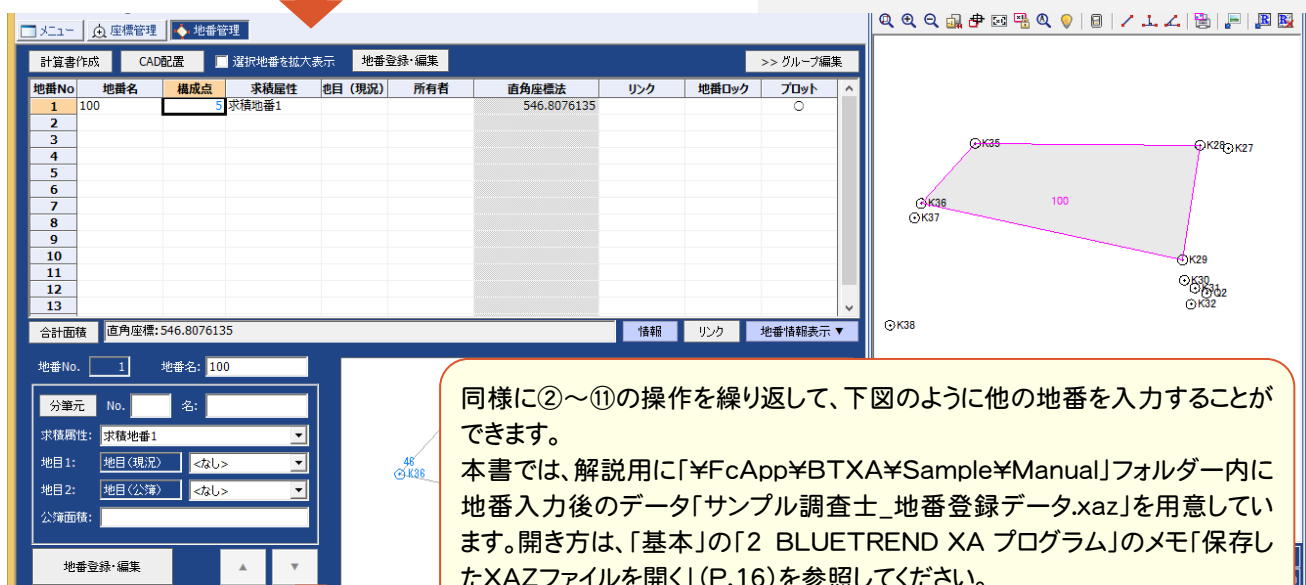 メニュー 座標管理 地番管理
計算書作成 CAD配置 選択地番を拡大表示 地番登録・編集 >> グループ編集
地番No 地番名 構成点 求積属性 地目（現況） 所有者 直角座標法 リンク 地番ロック プロット
1 100 5 求積地番1 546.8076135 ○
2
3
4
5
6
7
8
9
10
11
12
13
合計面積 直角座標:546.8076135 情報 リンク 地番情報表示 ▼
K35
K28
K27
K36
100
K37
K29
K30
K31
Q2
K32
K38
地番No. 1 地番名: 100
分筆元 No. 名:
求積属性: 求積地番1
地目1: 地目(現況) <なし>
地目2: 地目(公簿) <なし>
公簿面積:
地番登録・編集 ▲ ▼
46
K36
同様に②～⑪の操作を繰り返して、下図のように他の地番を入力することが
できます。
本書では、解説用に「¥FcApp¥BTXA¥Sample¥Manual」フォルダー内に
地番入力後のデータ「サンプル調査士_地番登録データ.xaz」を用意してい
ます。開き方は、「基本」の「2 BLUETREND XA プログラム」のメモ「保存し
たXAZファイルを開く」(P.16)を参照してください。